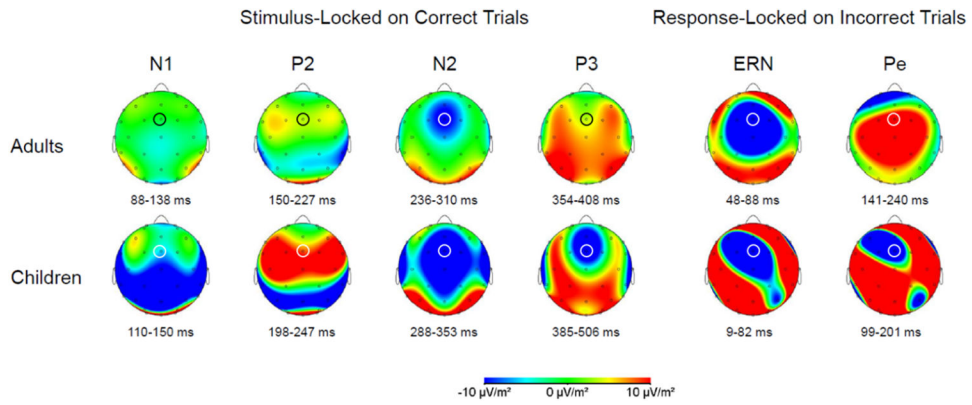 Stimulus-Locked on Correct Trials Response-Locked on Incorrect Trials
N1 P2 N2 P3 ERN Pe
Adults
88-138 ms 150-227 ms 236-310 ms 354-408 ms 48-88 ms 141-240 ms
Children
110-150 ms 198-247 ms 288-353 ms 385-506 ms 9-82 ms 99-201 ms
-10 µV/m² 0 µV/m² 10 µV/m²